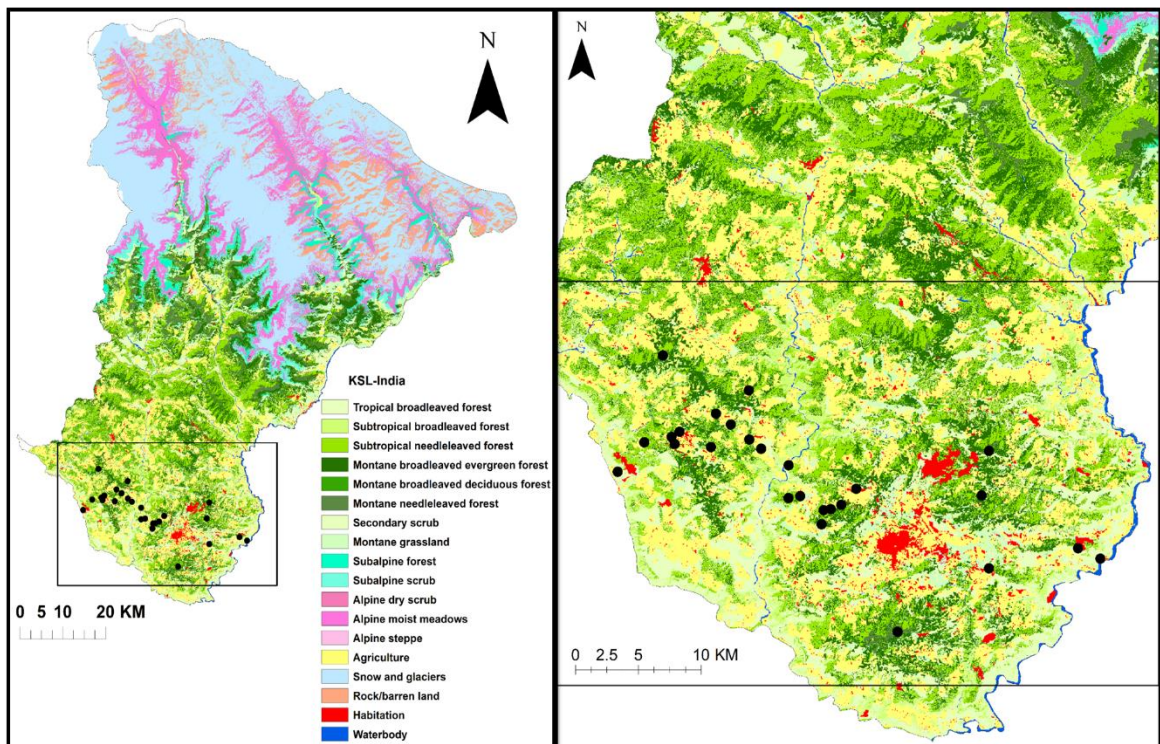 N
KSL-India
Tropical broadleaved forest
Subtropical broadleaved forest
Subtropical needleleaved forest
Montane broadleaved evergreen forest
Montane broadleaved deciduous forest
Montane needleleaved forest
Secondary scrub
Montane grassland
Subalpine forest
Subalpine scrub
Alpine dry scrub
Alpine moist meadows
Alpine steppe
Agriculture
Snow and glaciers
Rock/barren land
Habitation
Waterbody
0 5 10 20 KM
N
0 2.5 5 10 KM